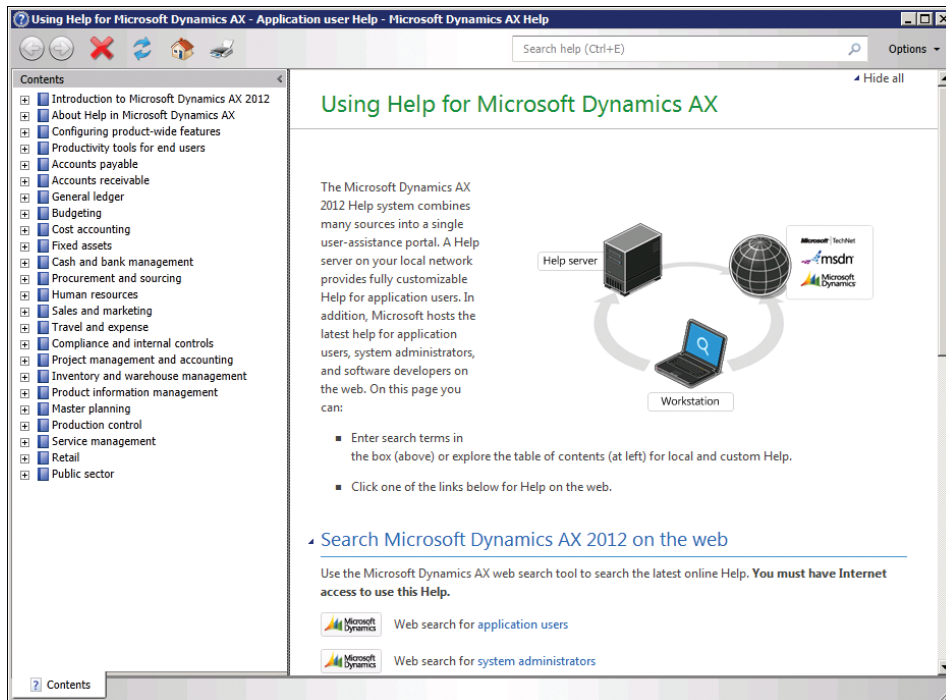 Using Help for Microsoft Dynamics AX - Application user Help - Microsoft Dynamics AX Help
Search help (Ctrl+E)
Options
Contents
Hide all
Introduction to Microsoft Dynamics AX 2012
About Help in Microsoft Dynamics AX
Configuring product-wide features
Productivity tools for end users
Accounts payable
Accounts receivable
General ledger
Budgeting
Cost accounting
Fixed assets
Cash and bank management
Procurement and sourcing
Human resources
Sales and marketing
Travel and expense
Compliance and internal controls
Project management and accounting
Inventory and warehouse management
Product information management
Master planning
Production control
Service management
Retail
Public sector
Contents
Using Help for Microsoft Dynamics AX
The Microsoft Dynamics AX
2012 Help system combines
many sources into a single
user-assistance portal. A Help
server on your local network
provides fully customizable
Help for application users. In
addition, Microsoft hosts the
latest help for application
users, system administrators,
and software developers on
the web. On this page you
can:
Help server
Microsoft TechNet
msdn
Microsoft
Dynamics
Workstation
Enter search terms in
the box (above) or explore the table of contents (at left) for local and custom Help.
Click one of the links below for Help on the web.
Search Microsoft Dynamics AX 2012 on the web
Use the Microsoft Dynamics AX web search tool to search the latest online Help. You must have Internet
access to use this Help.
Microsoft
Dynamics
Web search for application users
Microsoft
Dynamics
Web search for system administrators